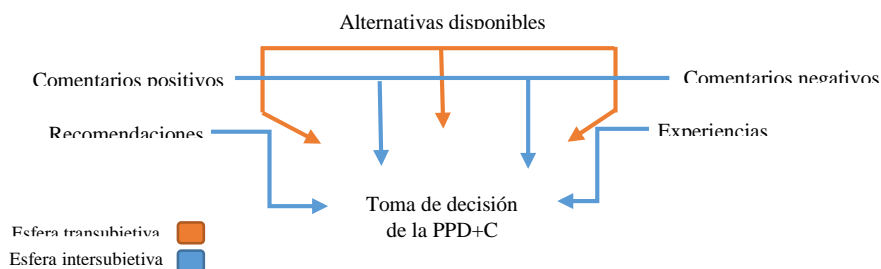 Alternativas disponibles
Comentarios positivos
Comentarios negativos
Recomendaciones
Experiencias
Toma de decisión
de la PPD+C
Esfera transubjetiva
Esfera intersubjetiva